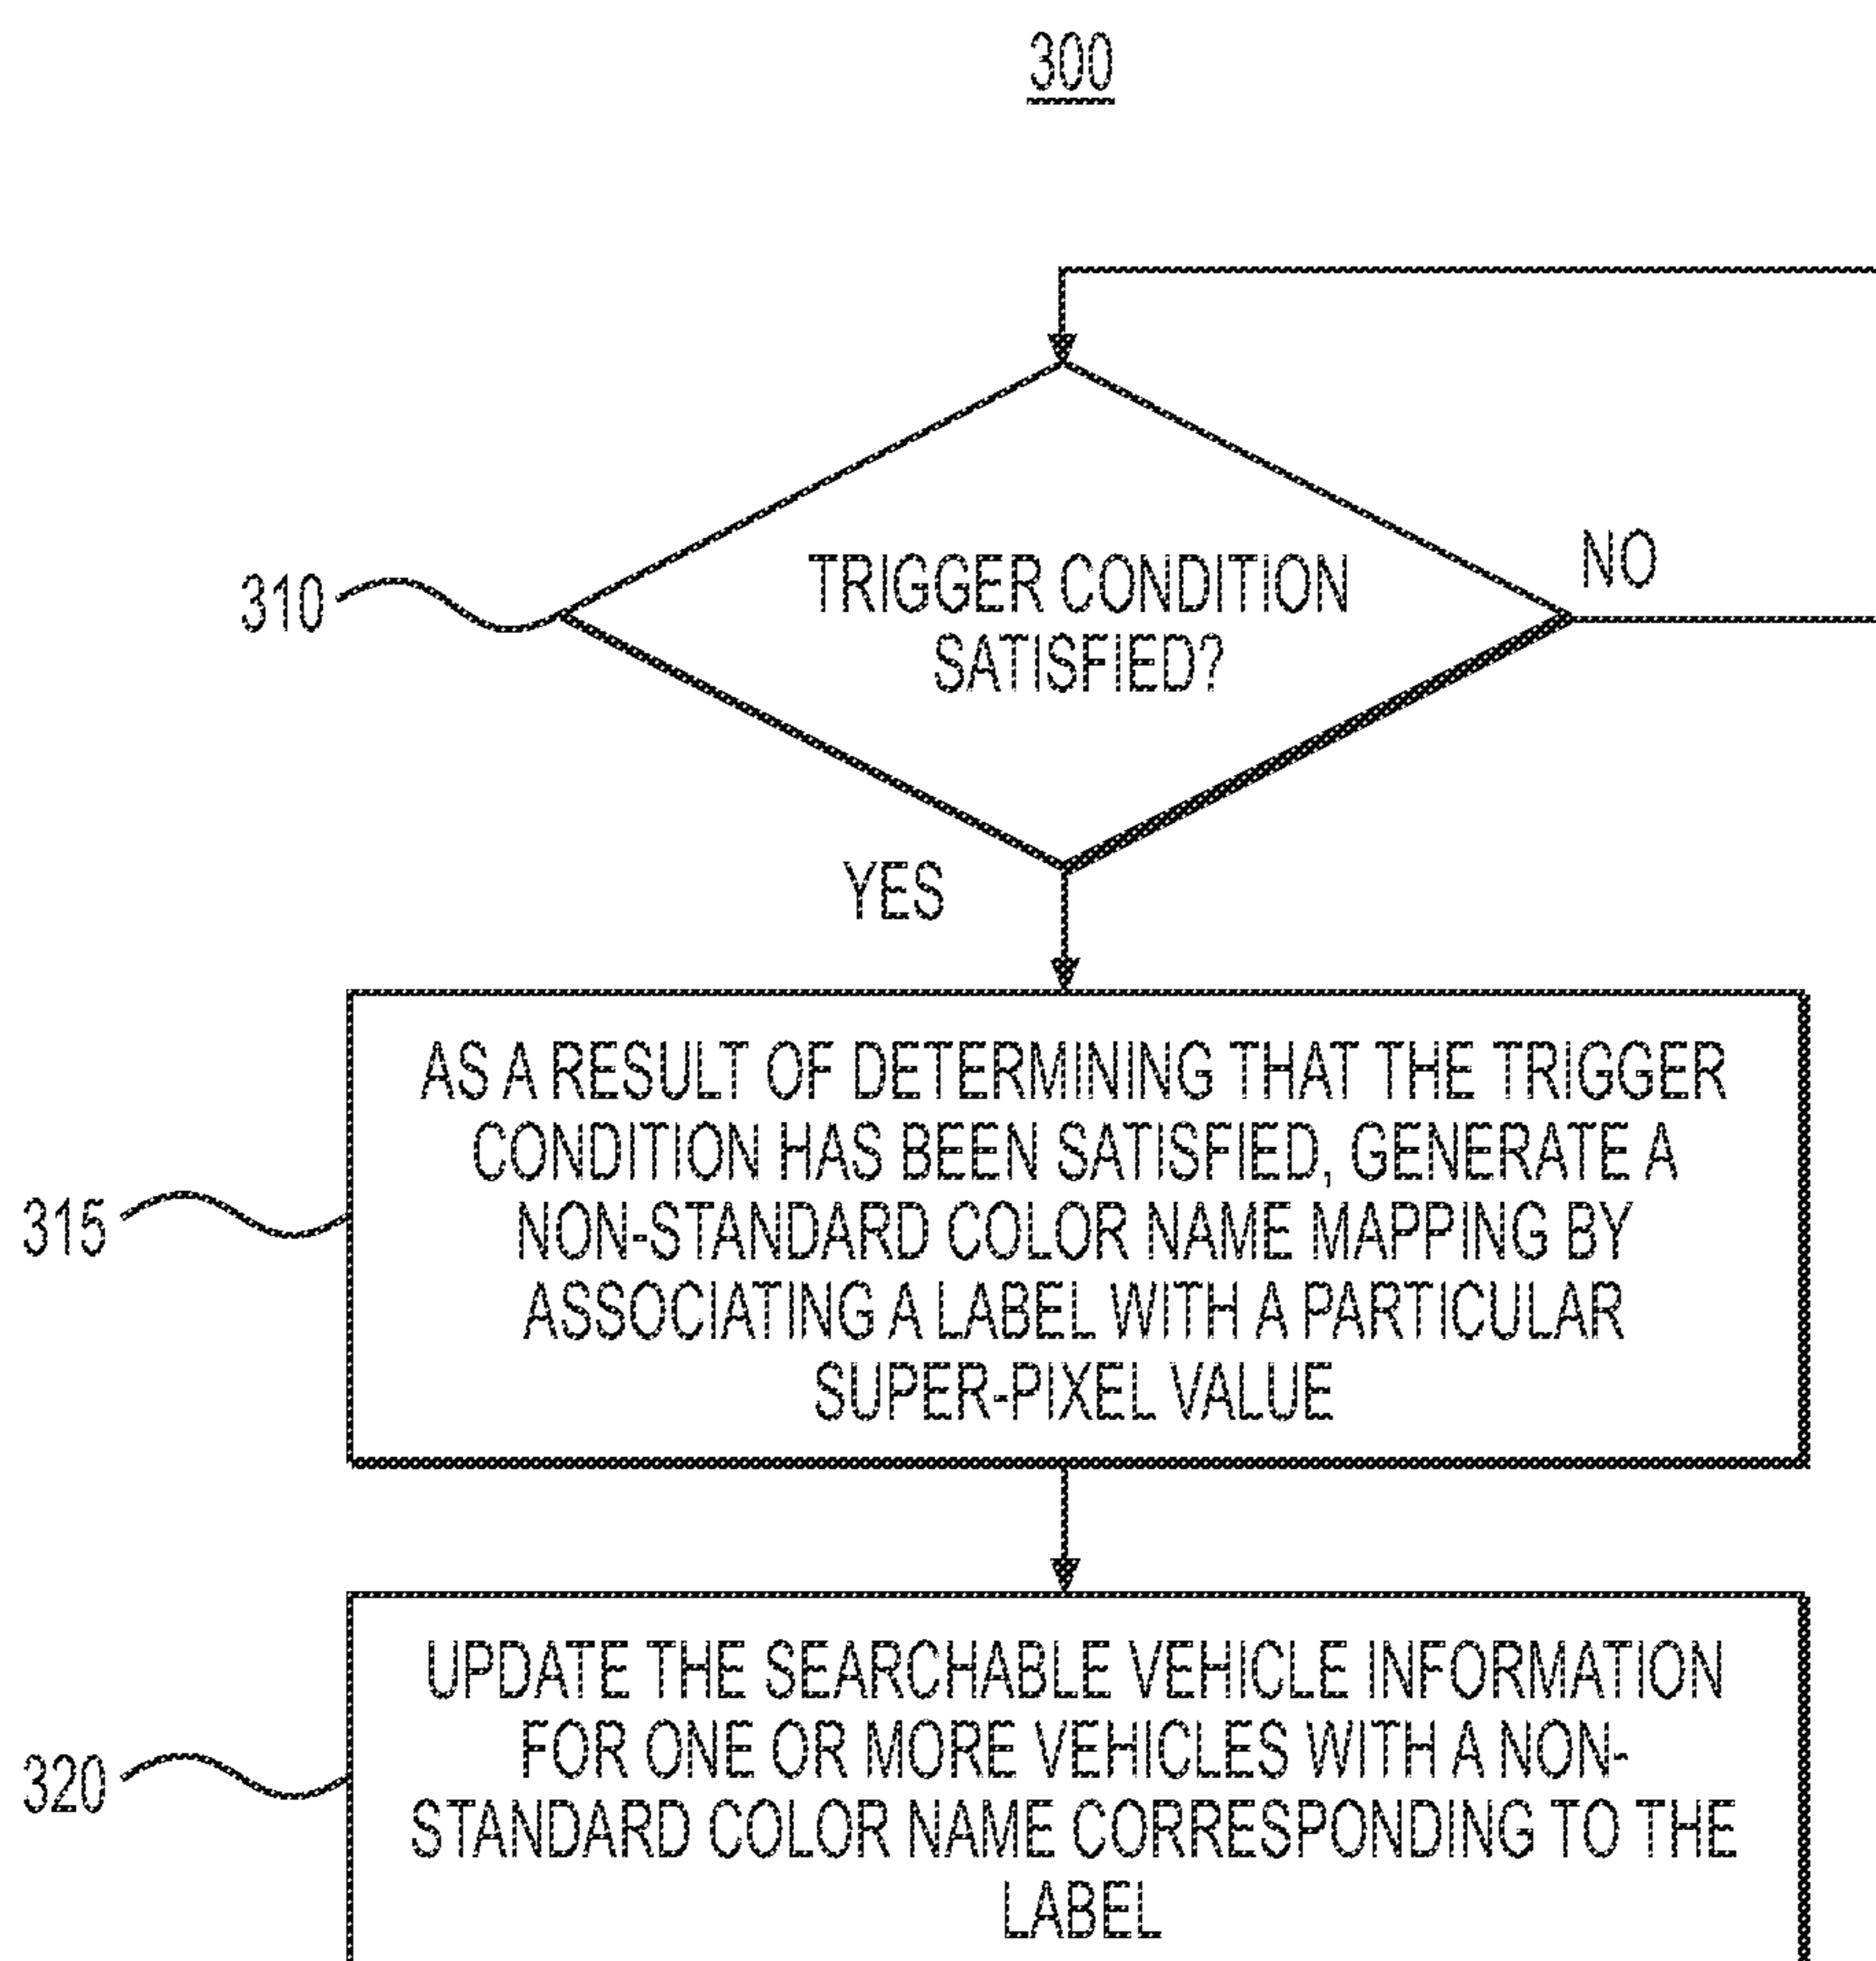 300
TRIGGER CONDITION
SATISFIED?
310
NO
YES
AS A RESULT OF DETERMINING THAT THE TRIGGER
CONDITION HAS BEEN SATISFIED, GENERATE A
NON-STANDARD COLOR NAME MAPPING BY
ASSOCIATING A LABEL WITH A PARTICULAR
SUPER-PIXEL VALUE
315
UPDATE THE SEARCHABLE VEHICLE INFORMATION
FOR ONE OR MORE VEHICLES WITH A NON-
STANDARD COLOR NAME CORRESPONDING TO THE
LABEL
320